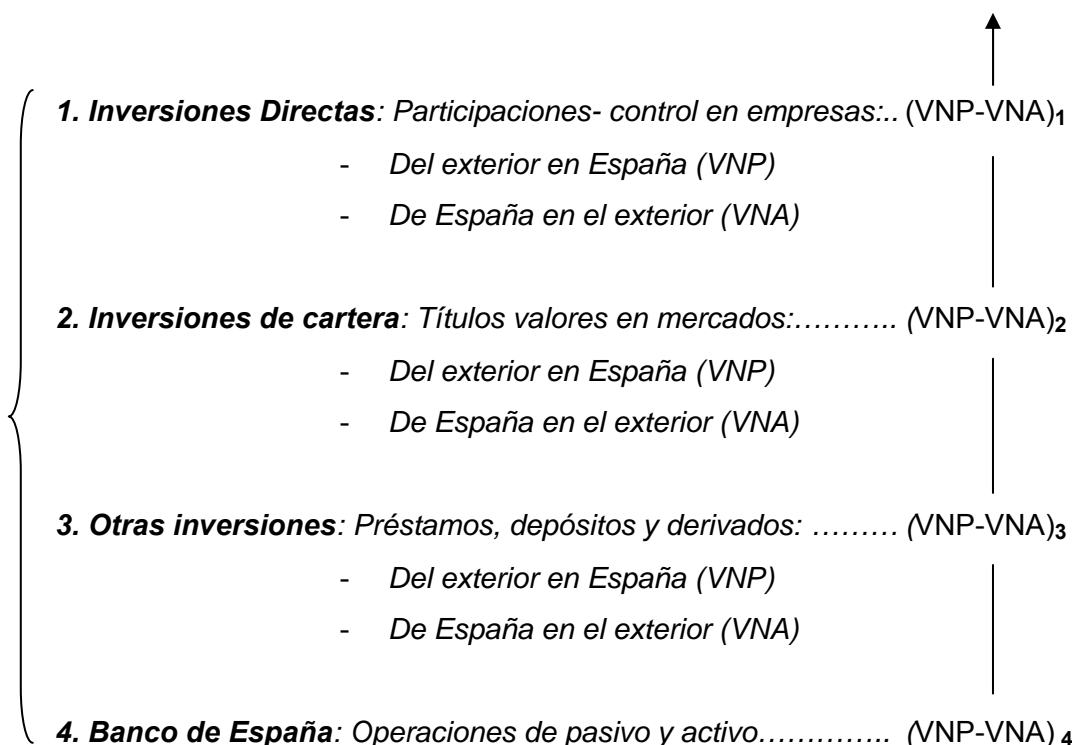 1. Inversiones Directas: Participaciones- control en empresas:.. (VNP-VNA)1
- Del exterior en España (VNP)
- De España en el exterior (VNA)
2. Inversiones de cartera: Títulos valores en mercados:……….. (VNP-VNA)2
- Del exterior en España (VNP)
- De España en el exterior (VNA)
3. Otras inversiones: Préstamos, depósitos y derivados: ……… (VNP-VNA)3
- Del exterior en España (VNP)
- De España en el exterior (VNA)
4. Banco de España: Operaciones de pasivo y activo………….. (VNP-VNA) 4